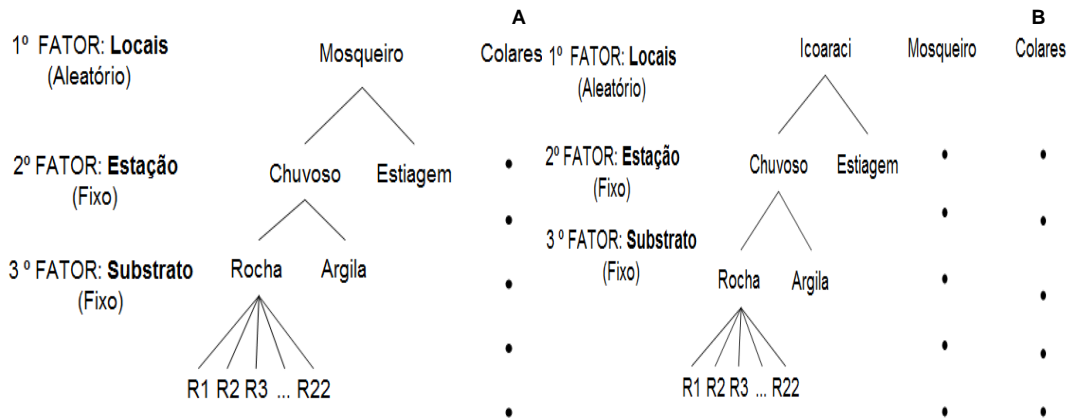 A
1º FATOR: Locais
(Aleatório)
Mosqueiro
Colares
2º FATOR: Estação
(Fixo)
Chuvoso
Estiagem
3 º FATOR: Substrato
(Fixo)
Rocha
Argila
R1 R2 R3 ... R22
B
1º FATOR: Locais
(Aleatório)
Icoaraci
Mosqueiro
Colares
2º FATOR: Estação
(Fixo)
Chuvoso
Estiagem
3 º FATOR: Substrato
(Fixo)
Rocha
Argila
R1 R2 R3 ... R22